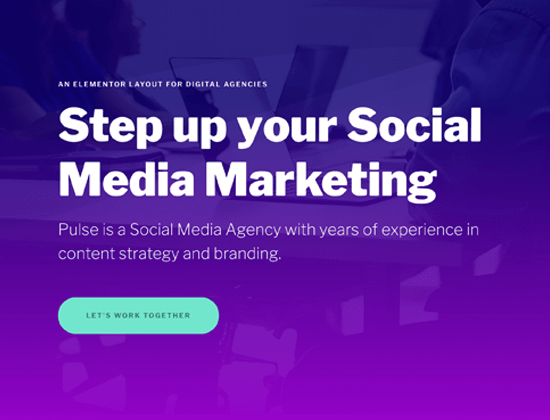 AN ELEMENTOR LAYOUT FOR DIGITAL AGENCIES
Step up your Social
Media Marketing
Pulse is a Social Media Agency with years of experience in
content strategy and branding.
LET'S WORK TOGETHER